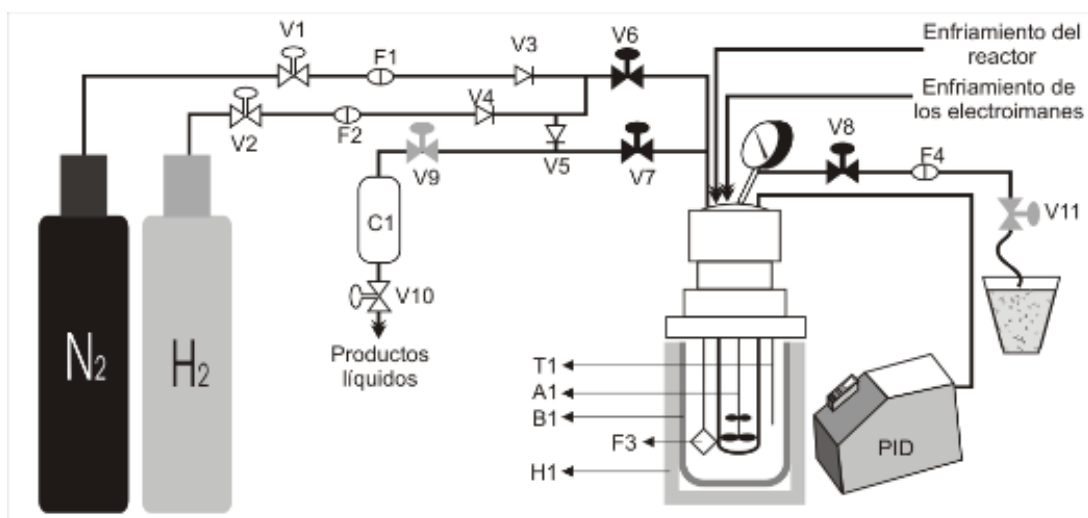 V1
F1
V3
V6
Enfriamiento del
reactor
Enfriamiento de
los electroimanes
V2
F2
V4
V5
V9
V7
V8
F4
V11
C1
V10
Productos
líquidos
N2
H2
T1
A1
B1
F3
H1
PID